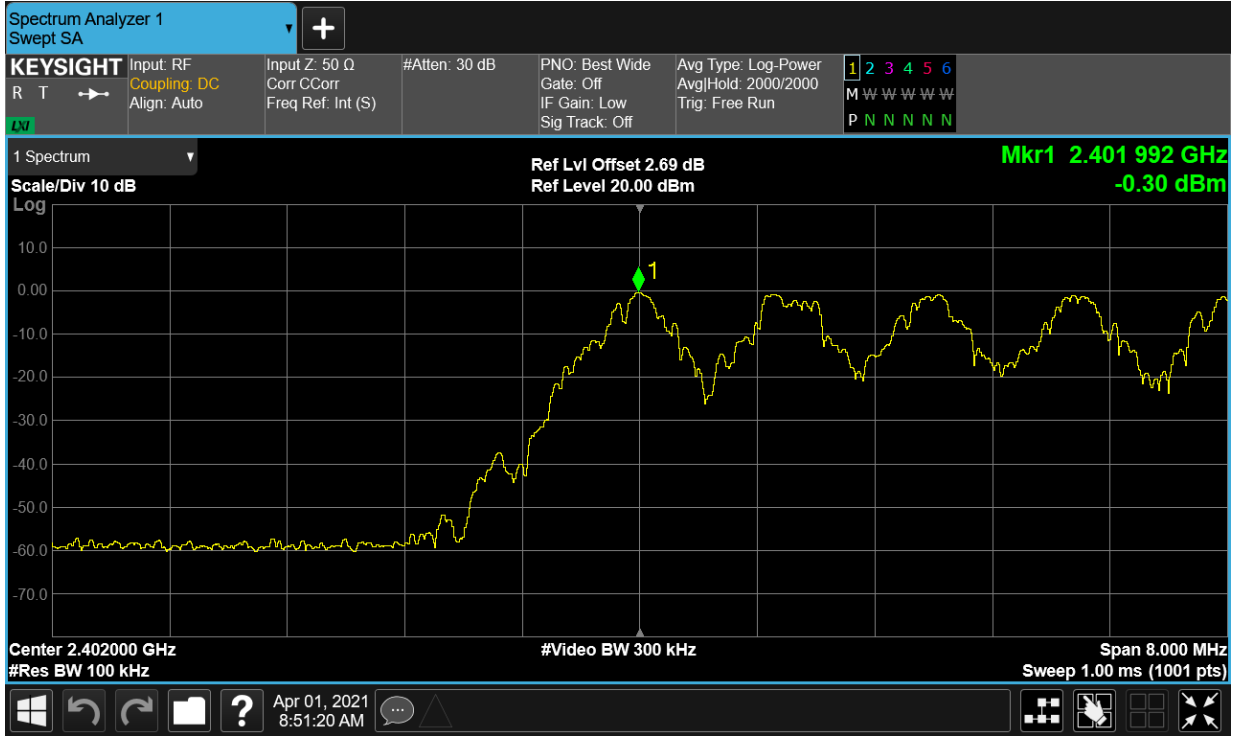 Spectrum Analyzer 1
Swept SA
KEYSIGHT
R T
LXI
Input: RF
Coupling: DC
Align: Auto
Input Z: 50 Ω
Corr CCorr
Freq Ref: Int (S)
#Atten: 30 dB
PNO: Best Wide
Gate: Off
IF Gain: Low
Sig Track: Off
Avg Type: Log-Power
Avg|Hold: 2000/2000
Trig: Free Run
1 2 3 4 5 6
M W W W W W
P N N N N N
1 Spectrum
Scale/Div 10 dB
Ref Lvl Offset 2.69 dB
Ref Level 20.00 dBm
Mkr1 2.401 992 GHz
-0.30 dBm
Log
10.0
0.00
-10.0
-20.0
-30.0
-40.0
-50.0
-60.0
-70.0
1
Center 2.402000 GHz
#Res BW 100 kHz
#Video BW 300 kHz
Span 8.000 MHz
Sweep 1.00 ms (1001 pts)
?
Apr 01, 2021
8:51:20 AM